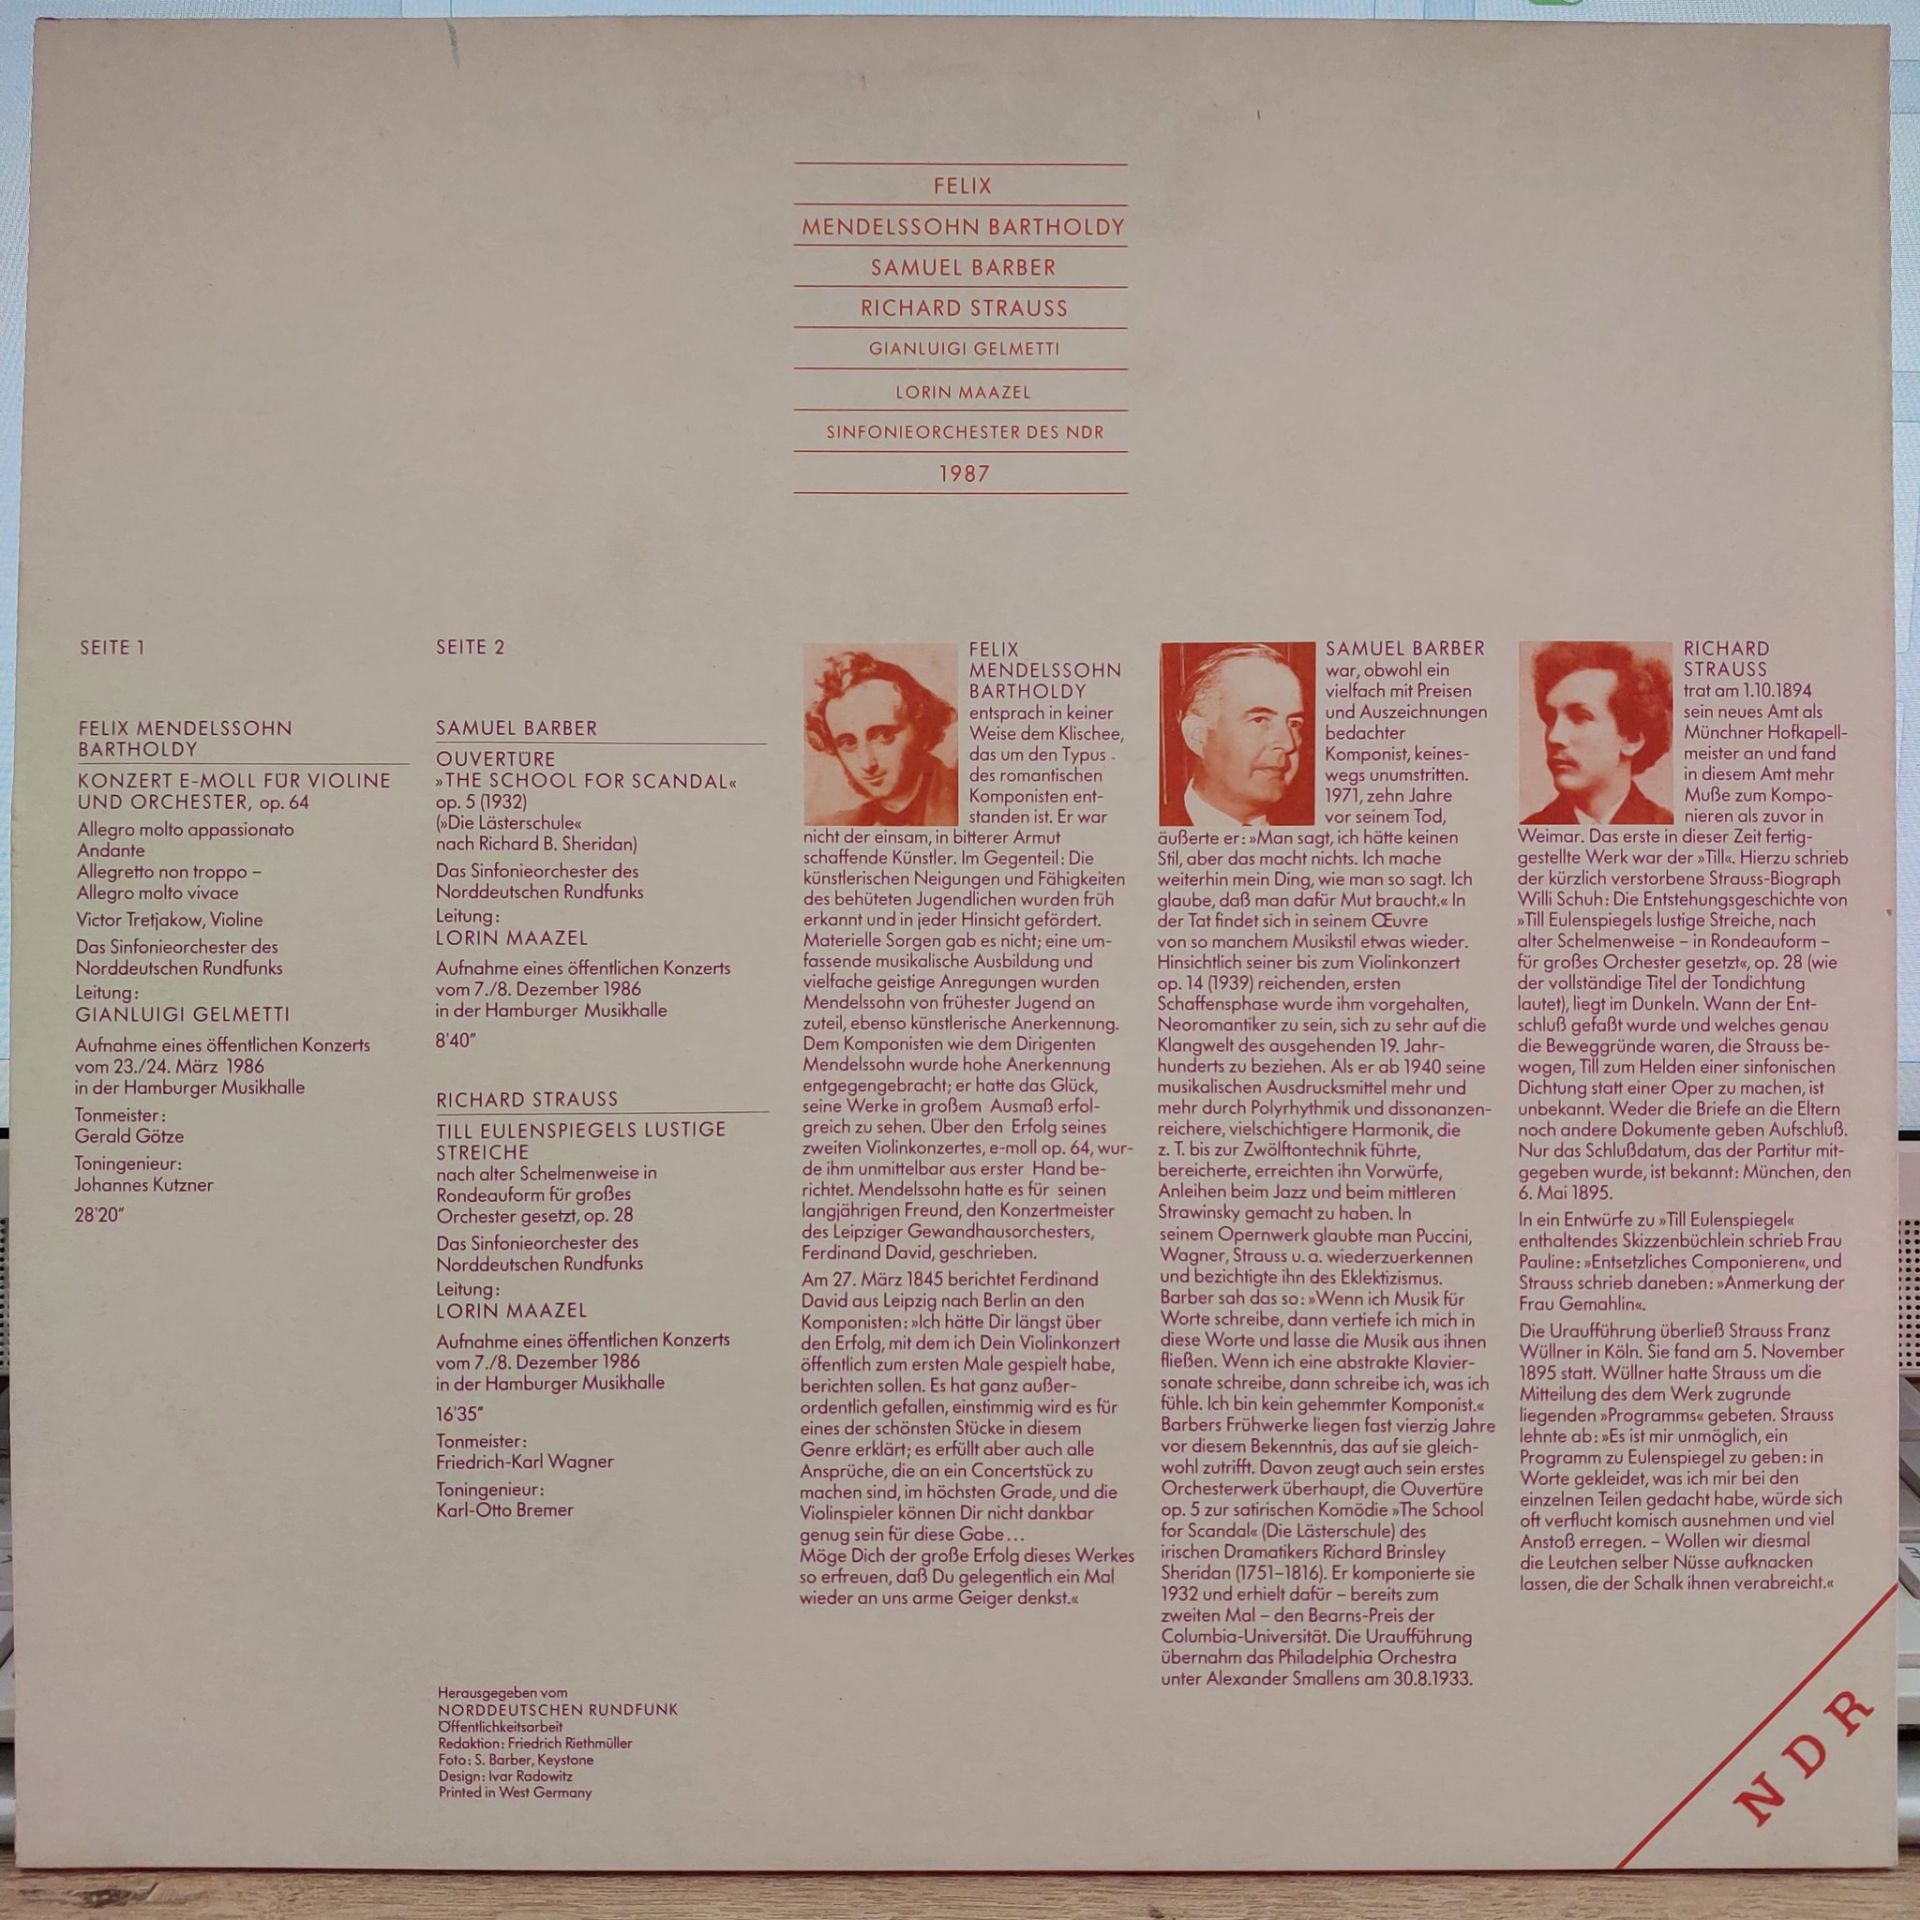 FELIX
MENDELSSOHN BARTHOLDY
SAMUEL BARBER
RICHARD STRAUSS
GIANLUIGI GELMETTI
LORIN MAAZEL
SINFONIEORCHESTER DES NDR
1987
SEITE 1
FELIX MENDELSSOHN
BARTHOLDY
KONZERT E-MOLL FÜR VIOLINE
UND ORCHESTER, op. 64
Allegro molto appassionato
Andante
Allegretto non troppo –
Allegro molto vivace
Victor Tretjakow, Violine
Das Sinfonieorchester des
Norddeutschen Rundfunks
Leitung:
GIANLUIGI GELMETTI
Aufnahme eines öffentlichen Konzerts
vom 23./24. März 1986
in der Hamburger Musikhalle
Tonmeister:
Gerald Götze
Toningenieur:
Johannes Kutzner
28'20"
SEITE 2
SAMUEL BARBER
OUVERTÜRE
»THE SCHOOL FOR SCANDAL«
op. 5 (1932)
(»Die Lästerschule«
nach Richard B. Sheridan)
Das Sinfonieorchester des
Norddeutschen Rundfunks
Leitung:
LORIN MAAZEL
Aufnahme eines öffentlichen Konzerts
vom 7./8. Dezember 1986
in der Hamburger Musikhalle
8'40"
RICHARD STRAUSS
TILL EULENSPIEGELS LUSTIGE
STREICHE
nach alter Schelmenweise in
Rondeauform für großes
Orchester gesetzt, op. 28
Das Sinfonieorchester des
Norddeutschen Rundfunks
Leitung:
LORIN MAAZEL
Aufnahme eines öffentlichen Konzerts
vom 7./8. Dezember 1986
in der Hamburger Musikhalle
16'35"
Tonmeister:
Friedrich-Karl Wagner
Toningenieur:
Karl-Otto Bremer
Herausgegeben vom
NORDDEUTSCHEN RUNDFUNK
Öffentlichkeitsarbeit
Redaktion: Friedrich Riethmüller
Foto: S. Barber, Keystone
Design: Ivar Radowitz
Printed in West Germany
FELIX
MENDELSSOHN
BARTHOLDY
entsprach in keiner
Weise dem Klischee,
das um den Typus
des romantischen
Komponisten ent-
standen ist. Er war
nicht der einsam, in bitterer Armut
schaffende Künstler. Im Gegenteil: Die
künstlerischen Neigungen und Fähigkeiten
des behüteten Jugendlichen wurden früh
erkannt und in jeder Hinsicht gefördert.
Materielle Sorgen gab es nicht; eine um-
fassende musikalische Ausbildung und
vielfache geistige Anregungen wurden
Mendelssohn von frühester Jugend an
zuteil, ebenso künstlerische Anerkennung.
Dem Komponisten wie dem Dirigenten
Mendelssohn wurde hohe Anerkennung
entgegengebracht; er hatte das Glück,
seine Werke in großem Ausmaß erfol-
greich zu sehen. Über den Erfolg seines
zweiten Violinkonzertes, e-moll op. 64, wur-
de ihm unmittelbar aus erster Hand be-
richtet. Mendelssohn hatte es für seinen
langjährigen Freund, den Konzertmeister
des Leipziger Gewandhausorchesters,
Ferdinand David, geschrieben.
Am 27. März 1845 berichtet Ferdinand
David aus Leipzig nach Berlin an den
Komponisten: »Ich hätte Dir längst über
den Erfolg, mit dem ich Dein Violinkonzert
öffentlich zum ersten Male gespielt habe,
berichten sollen. Es hat ganz außer-
ordentlich gefallen, einstimmig wird es für
eines der schönsten Stücke in diesem
Genre erklärt; es erfüllt aber auch alle
Ansprüche, die an ein Concertstück zu
machen sind, im höchsten Grade, und die
Violinspieler können Dir nicht dankbar
genug sein für diese Gabe...
Möge Dich der große Erfolg dieses Werkes
so erfreuen, daß Du gelegentlich ein Mal
wieder an uns arme Geiger denkst.«
SAMUEL BARBER
war, obwohl ein
vielfach mit Preisen
und Auszeichnungen
bedachter
Komponist, keines-
wegs unumstritten.
1971, zehn Jahre
vor seinem Tod,
äußerte er: »Man sagt, ich hätte keinen
Stil, aber das macht nichts. Ich mache
weiterhin mein Ding, wie man so sagt. Ich
glaube, daß man dafür Mut braucht.« In
der Tat findet sich in seinem Œuvre
von so manchem Musikstil etwas wieder.
Hinsichtlich seiner bis zum Violinkonzert
op. 14 (1939) reichenden, ersten
Schaffensphase wurde ihm vorgehalten,
Neoromantiker zu sein, sich zu sehr auf die
Klangwelt des ausgehenden 19. Jahr-
hunderts zu beziehen. Als er ab 1940 seine
musikalischen Ausdrucksmittel mehr und
mehr durch Polyrhythmik und dissonanzen-
reichere, vielschichtigere Harmonik, die
z. T. bis zur Zwölftontechnik führte,
bereicherte, erreichten ihn Vorwürfe,
Anleihen beim Jazz und beim mittleren
Strawinsky gemacht zu haben. In
seinem Opernwerk glaubte man Puccini,
Wagner, Strauss u. a. wiederzuerkennen
und bezichtigte ihn des Eklektizismus.
Barber sah das so: »Wenn ich Musik für
Worte schreibe, dann vertiefe ich mich in
diese Worte und lasse die Musik aus ihnen
fließen. Wenn ich eine abstrakte Klavier-
sonate schreibe, dann schreibe ich, was ich
fühle. Ich bin kein gehemmter Komponist.«
Barbers Frühwerke liegen fast vierzig Jahre
vor diesem Bekenntnis, das auf sie gleich-
wohl zutrifft. Davon zeugt auch sein erstes
Orchesterwerk überhaupt, die Ouvertüre
op. 5 zur satirischen Komödie »The School
for Scandal« (Die Lästerschule) des
irischen Dramatikers Richard Brinsley
Sheridan (1751–1816). Er komponierte sie
1932 und erhielt dafür – bereits zum
zweiten Mal – den Bearns-Preis der
Columbia-Universität. Die Uraufführung
übernahm das Philadelphia Orchestra
unter Alexander Smallens am 30.8.1933.
RICHARD
STRAUSS
trat am 1.10.1894
sein neues Amt als
Münchner Hofkapell-
meister an und fand
in diesem Amt mehr
Muße zum Kompo-
nieren als zuvor in
Weimar. Das erste in dieser Zeit fertig-
gestellte Werk war der »Till«. Hierzu schrieb
der kürzlich verstorbene Strauss-Biograph
Willi Schuh: Die Entstehungsgeschichte von
»Till Eulenspiegels lustige Streiche, nach
alter Schelmenweise – in Rondeauform –
für großes Orchester gesetzt«, op. 28 (wie
der vollständige Titel der Tondichtung
lautet), liegt im Dunkeln. Wann der Ent-
schluß gefaßt wurde und welches genau
die Beweggründe waren, die Strauss be-
wogen, Till zum Helden einer sinfonischen
Dichtung statt einer Oper zu machen, ist
unbekannt. Weder die Briefe an die Eltern
noch andere Dokumente geben Aufschluß.
Nur das Schlußdatum, das der Partitur mit-
gegeben wurde, ist bekannt: München, den
6. Mai 1895.
In ein Entwürfe zu »Till Eulenspiegel«
enthaltendes Skizzenbüchlein schrieb Frau
Pauline: »Entsetzliches Componieren«, und
Strauss schrieb daneben: »Anmerkung der
Frau Gemahlin«.
Die Uraufführung überließ Strauss Franz
Wüllner in Köln. Sie fand am 5. November
1895 statt. Wüllner hatte Strauss um die
Mitteilung des dem Werk zugrunde
liegenden »Programms« gebeten. Strauss
lehnte ab: »Es ist mir unmöglich, ein
Programm zu Eulenspiegel zu geben: in
Worte gekleidet, was ich mir bei den
einzelnen Teilen gedacht habe, würde sich
oft verflucht komisch ausnehmen und viel
Anstoß erregen. – Wollen wir diesmal
die Leutchen selber Nüsse aufknacken
lassen, die der Schalk ihnen verabreicht.«
NDR